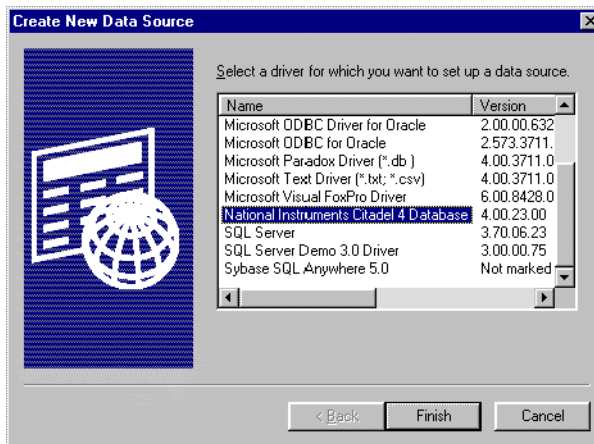 Create New Data Source
Select a driver for which you want to set up a data source.
Name Version
Microsoft ODBC Driver for Oracle 2.00.00.632
Microsoft ODBC for Oracle 2.573.3711.
Microsoft Paradox Driver (*.db ) 4.00.3711.0
Microsoft Text Driver (*.txt; *.csv) 4.00.3711.0
Microsoft Visual FoxPro Driver 6.00.8428.0
National Instruments Citadel 4 Database 4.00.23.00
SQL Server 3.70.06.23
SQL Server Demo 3.0 Driver 3.00.00.75
Sybase SQL Anywhere 5.0 Not marked
< Back Finish Cancel